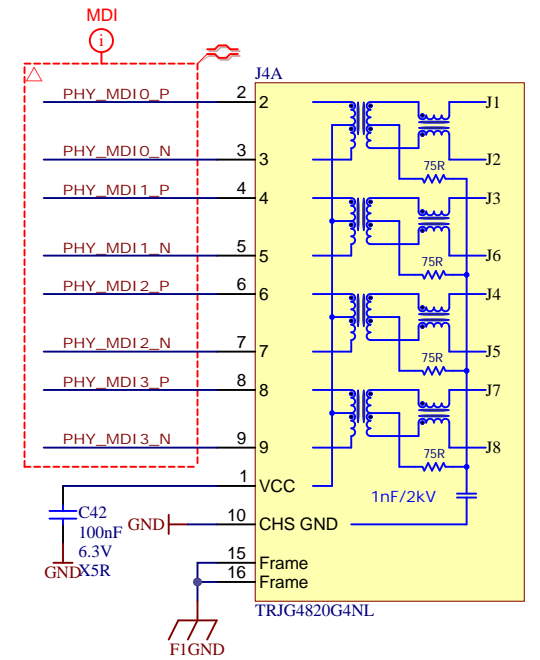 MDI
i
J4A
PHY_MDI0_P 2 2 J1
PHY_MDI0_N 3 3 J2
75R
PHY_MDI1_P 4 4 J3
PHY_MDI1_N 5 5 J6
75R
PHY_MDI2_P 6 6 J4
PHY_MDI2_N 7 7 J5
75R
PHY_MDI3_P 8 8 J7
PHY_MDI3_N 9 9 J8
75R
1 VCC
1nF/2kV
C42
100nF
6.3V
X5R
GND
GND 10 CHS GND
15 Frame
16 Frame
TRJG4820G4NL
F1GND